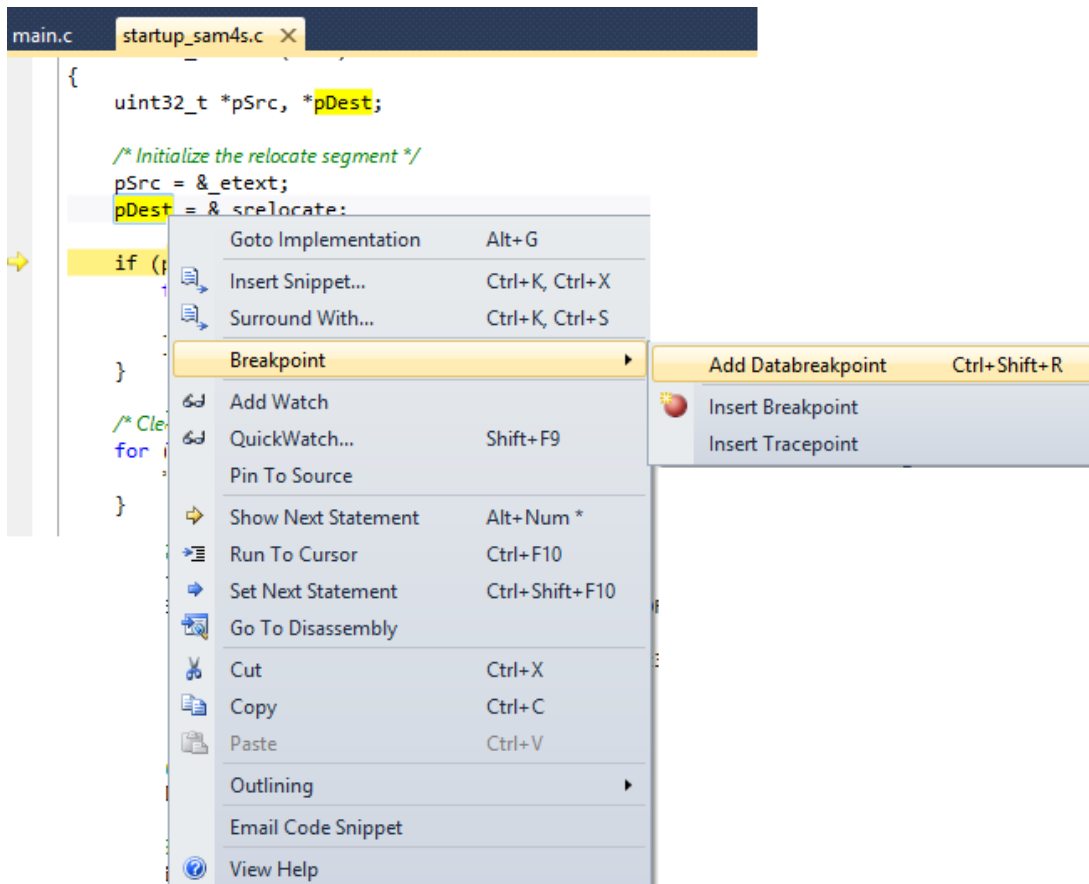 main.c startup_sam4s.c
{
uint32_t *pSrc, *pDest;
/* Initialize the relocate segment */
pSrc = &_etext;
pDest = &_srelocate;
if (
}
/* Cle
for
}
Goto Implementation Alt+G
Insert Snippet... Ctrl+K, Ctrl+X
Surround With... Ctrl+K, Ctrl+S
Breakpoint
Add Watch
QuickWatch... Shift+F9
Pin To Source
Show Next Statement Alt+Num *
Run To Cursor Ctrl+F10
Set Next Statement Ctrl+Shift+F10
Go To Disassembly
Cut Ctrl+X
Copy Ctrl+C
Paste Ctrl+V
Outlining
Email Code Snippet
View Help
Add Databreakpoint Ctrl+Shift+R
Insert Breakpoint
Insert Tracepoint